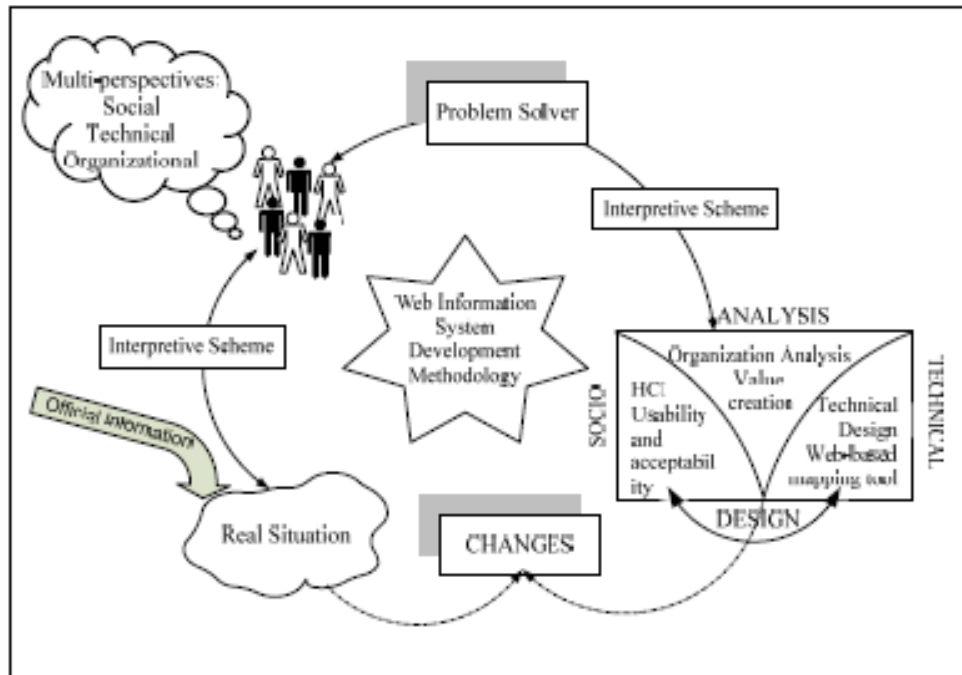 Multi-perspectives:
Social
Technical
Organizational
Problem Solver
Interpretive Scheme
Web Information
System
Development
Methodology
Interpretive Scheme
Official information
Real Situation
CHANGES
ANALYSIS
Organization Analysis
Value
creation
SOCIO
HCI
Usability
and
acceptabil
ity
Technical
Design
Web-based
mapping tool
TECHNICAL
DESIGN